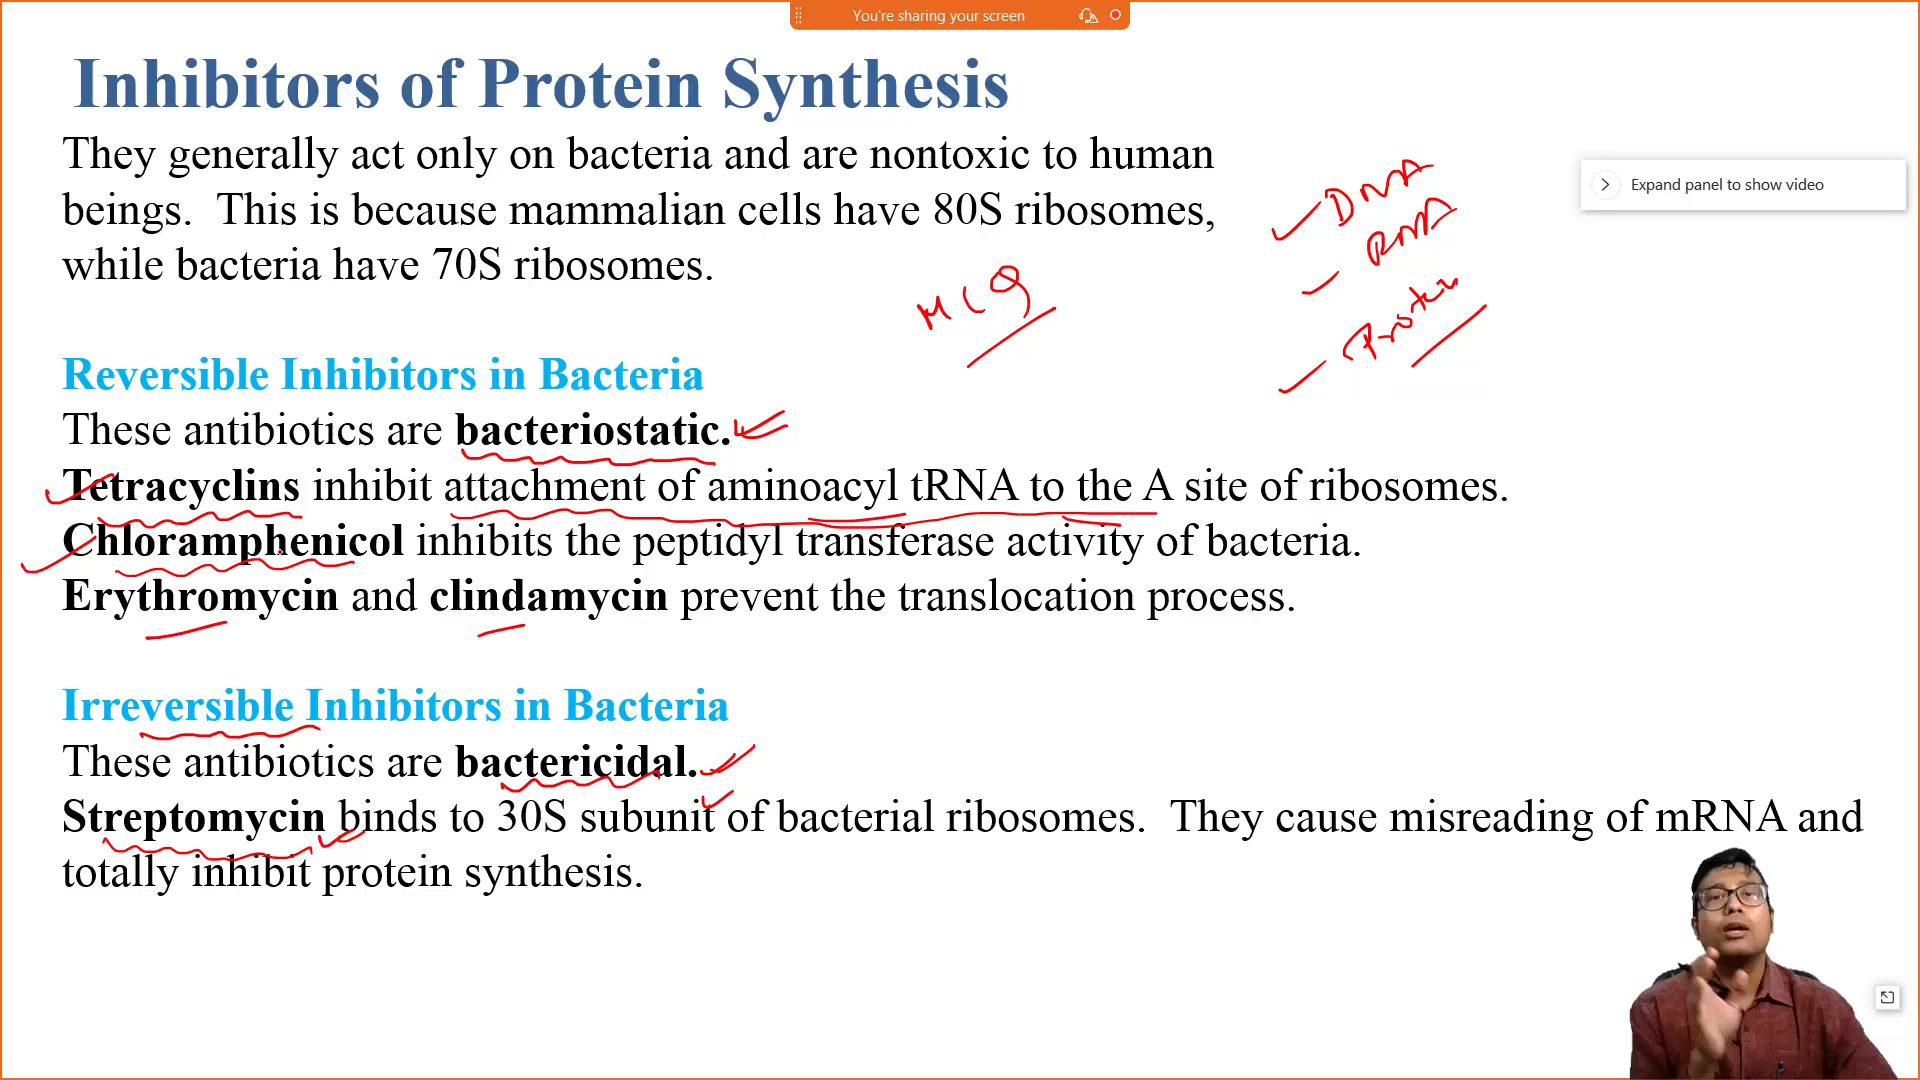 You're sharing your screen
Inhibitors of Protein Synthesis
They generally act only on bacteria and are nontoxic to human
beings. This is because mammalian cells have 80S ribosomes,
while bacteria have 70S ribosomes.
DNA
RNA
Protein
MCQ
Expand panel to show video
Reversible Inhibitors in Bacteria
These antibiotics are bacteriostatic.
Tetracyclins inhibit attachment of aminoacyl tRNA to the A site of ribosomes.
Chloramphenicol inhibits the peptidyl transferase activity of bacteria.
Erythromycin and clindamycin prevent the translocation process.
Irreversible Inhibitors in Bacteria
These antibiotics are bactericidal.
Streptomycin binds to 30S subunit of bacterial ribosomes. They cause misreading of mRNA and
totally inhibit protein synthesis.